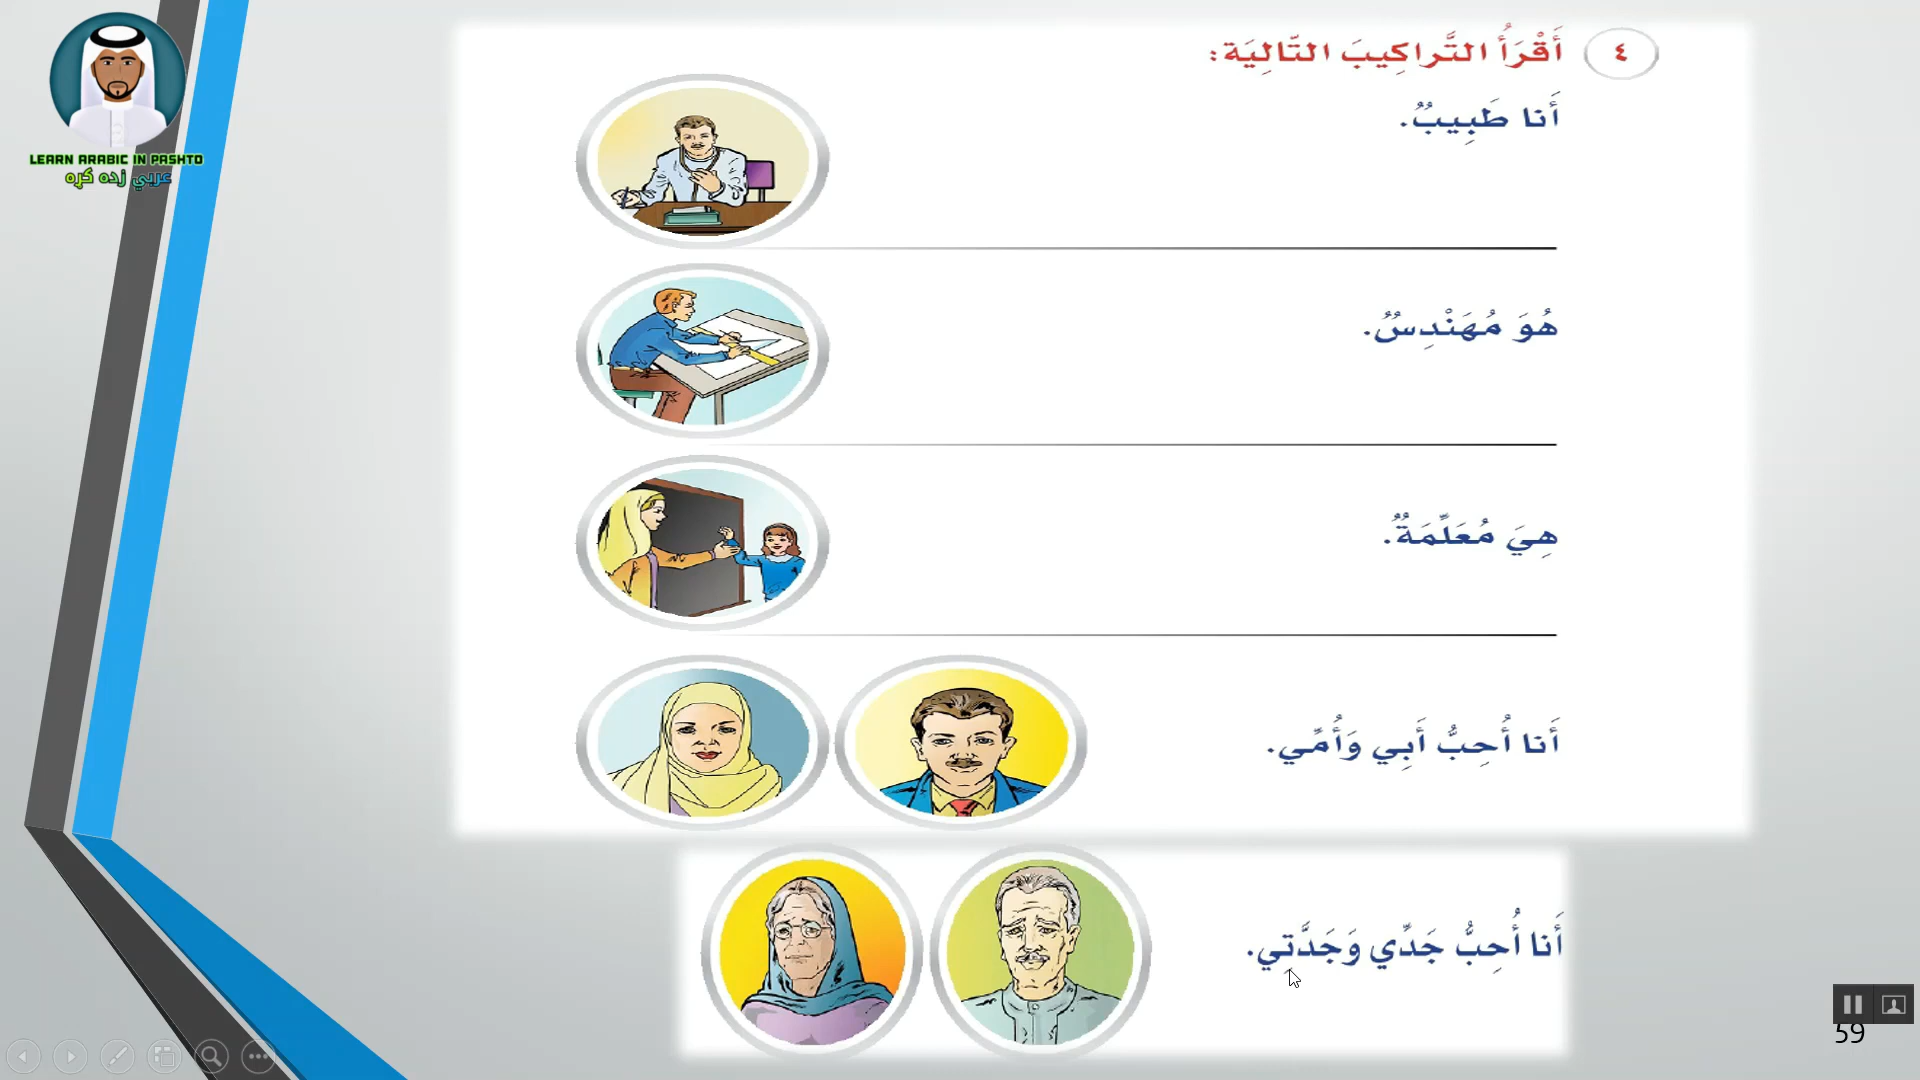 LEARN ARABIC IN PASHTO
عربي زده کړه
٤ أَقْرَأُ التَّراكِيبَ التّالِيَة:
أَنا طَبِيبٌ.
هُوَ مُهَنْدِسٌ.
هِيَ مُعَلِّمَةٌ.
أَنا أُحِبُّ أَبِي وَأُمِّي.
أَنا أُحِبُّ جَدِّي وَجَدَّتي.
59